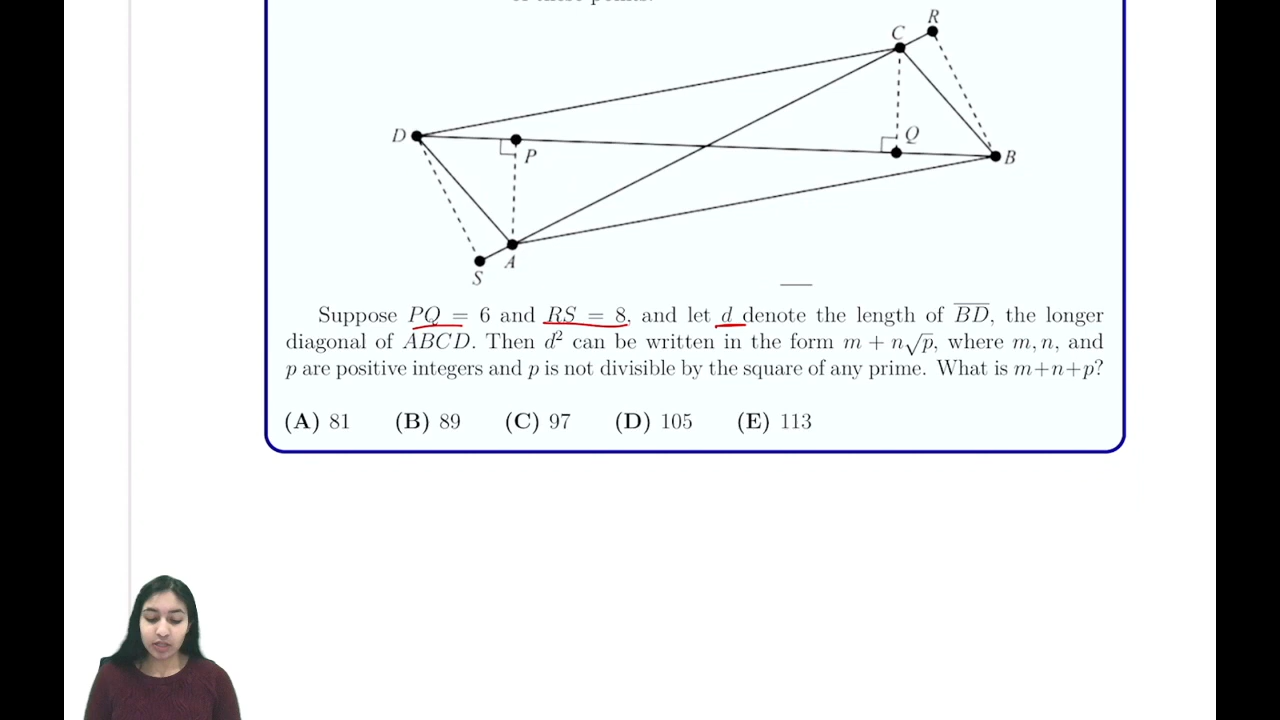 R
C
D
P
Q
B
S
A
Suppose PQ = 6 and RS = 8, and let d denote the length of BD, the longer
diagonal of ABCD. Then d² can be written in the form m + n√p, where m, n, and
p are positive integers and p is not divisible by the square of any prime. What is m+n+p?
(A) 81 (B) 89 (C) 97 (D) 105 (E) 113